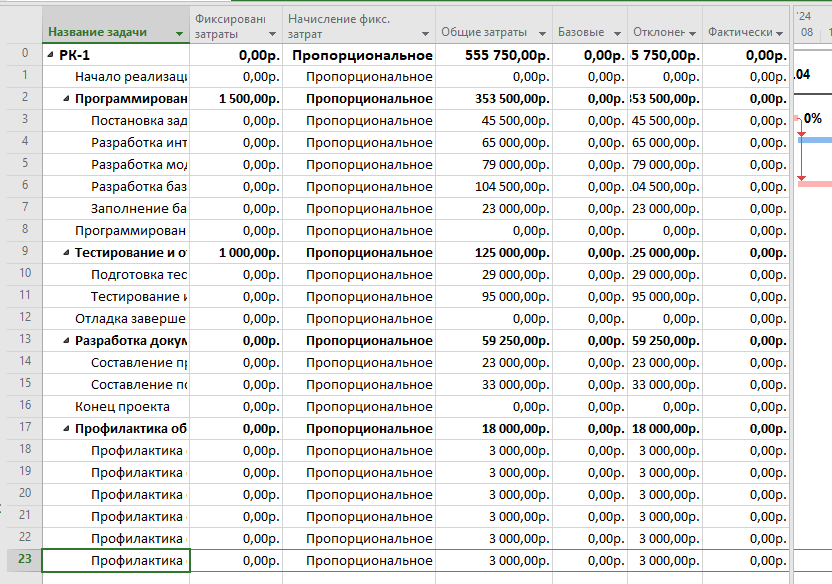 Фиксирован Начисление фикс. '24
Название задачи затраты затрат Общие затраты Базовые Отклонен Фактически 08
0 РК-1 0,00р. Пропорциональное 555 750,00р. 0,00р. 5 750,00р. 0,00р.
1 Начало реализаци 0,00р. Пропорциональное 0,00р. 0,00р. 0,00р. 0,00р. .04
2 Программирован 1 500,00р. Пропорциональное 353 500,00р. 0,00р. 353 500,00р. 0,00р.
3 Постановка зад 0,00р. Пропорциональное 45 500,00р. 0,00р. 45 500,00р. 0,00р. 0%
4 Разработка инт 0,00р. Пропорциональное 65 000,00р. 0,00р. 65 000,00р. 0,00р.
5 Разработка мод 0,00р. Пропорциональное 79 000,00р. 0,00р. 79 000,00р. 0,00р.
6 Разработка баз 0,00р. Пропорциональное 104 500,00р. 0,00р. .04 500,00р. 0,00р.
7 Заполнение ба 0,00р. Пропорциональное 23 000,00р. 0,00р. 23 000,00р. 0,00р.
8 Программирован 0,00р. Пропорциональное 0,00р. 0,00р. 0,00р. 0,00р.
9 Тестирование и о 1 000,00р. Пропорциональное 125 000,00р. 0,00р. .25 000,00р. 0,00р.
10 Подготовка тес 0,00р. Пропорциональное 29 000,00р. 0,00р. 29 000,00р. 0,00р.
11 Тестирование и 0,00р. Пропорциональное 95 000,00р. 0,00р. 95 000,00р. 0,00р.
12 Отладка заверше 0,00р. Пропорциональное 0,00р. 0,00р. 0,00р. 0,00р.
13 Разработка докум 0,00р. Пропорциональное 59 250,00р. 0,00р. 59 250,00р. 0,00р.
14 Составление пр 0,00р. Пропорциональное 23 000,00р. 0,00р. 23 000,00р. 0,00р.
15 Составление по 0,00р. Пропорциональное 33 000,00р. 0,00р. 33 000,00р. 0,00р.
16 Конец проекта 0,00р. Пропорциональное 0,00р. 0,00р. 0,00р. 0,00р.
17 Профилактика об 0,00р. Пропорциональное 18 000,00р. 0,00р. 18 000,00р. 0,00р.
18 Профилактика 0,00р. Пропорциональное 3 000,00р. 0,00р. 3 000,00р. 0,00р.
19 Профилактика 0,00р. Пропорциональное 3 000,00р. 0,00р. 3 000,00р. 0,00р.
20 Профилактика 0,00р. Пропорциональное 3 000,00р. 0,00р. 3 000,00р. 0,00р.
21 Профилактика 0,00р. Пропорциональное 3 000,00р. 0,00р. 3 000,00р. 0,00р.
22 Профилактика 0,00р. Пропорциональное 3 000,00р. 0,00р. 3 000,00р. 0,00р.
23 Профилактика 0,00р. Пропорциональное 3 000,00р. 0,00р. 3 000,00р. 0,00р.